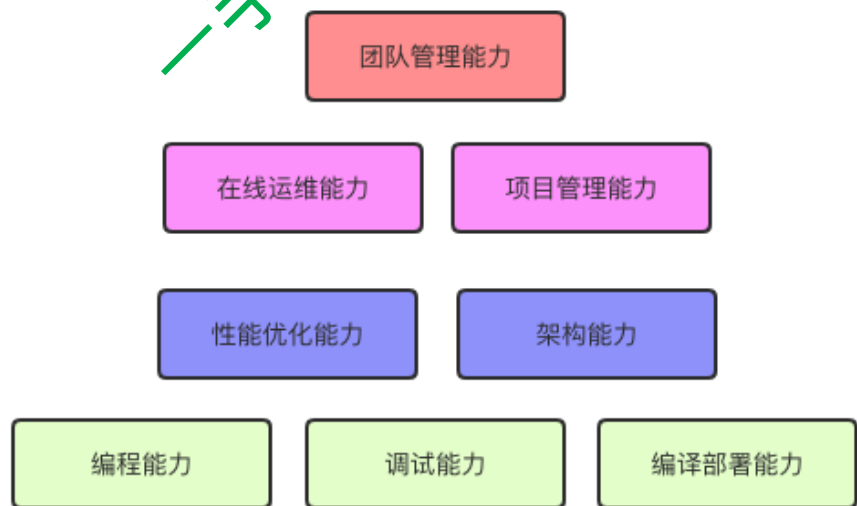 团队管理能力
在线运维能力 项目管理能力
性能优化能力 架构能力
编程能力 调试能力 编译部署能力